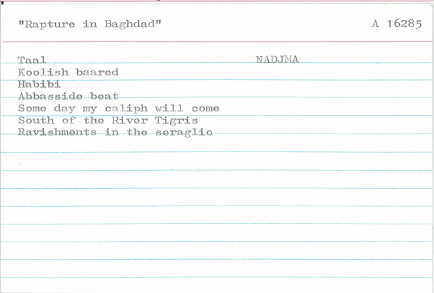 "Rapture in Baghdad" A 16285
Taal NADJMA
Koolish baared
Habibi
Abbasside beat
Some day my caliph will come
South of the River Tigris
Ravishments in the seraglio